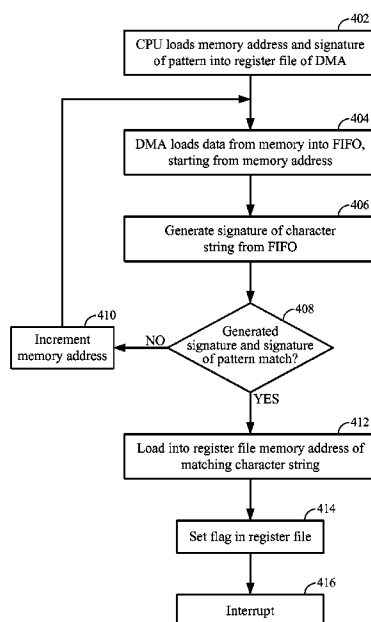 402
CPU loads memory address and signature
of pattern into register file of DMA
404
DMA loads data from memory into FIFO,
starting from memory address
406
Generate signature of character
string from FIFO
408
Generated
signature and signature
of pattern match?
NO
410
Increment
memory address
YES
412
Load into register file memory address of
matching character string
414
Set flag in register file
416
Interrupt